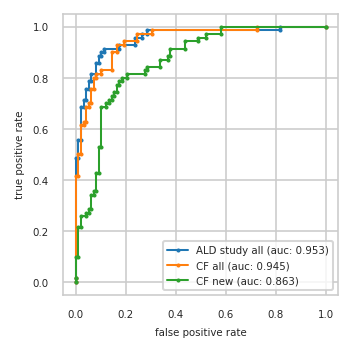 1.0
0.8
0.6
0.4
0.2
0.0
true positive rate
ALD study all (auc: 0.953)
CF all (auc: 0.945)
CF new (auc: 0.863)
0.0 0.2 0.4 0.6 0.8 1.0
false positive rate